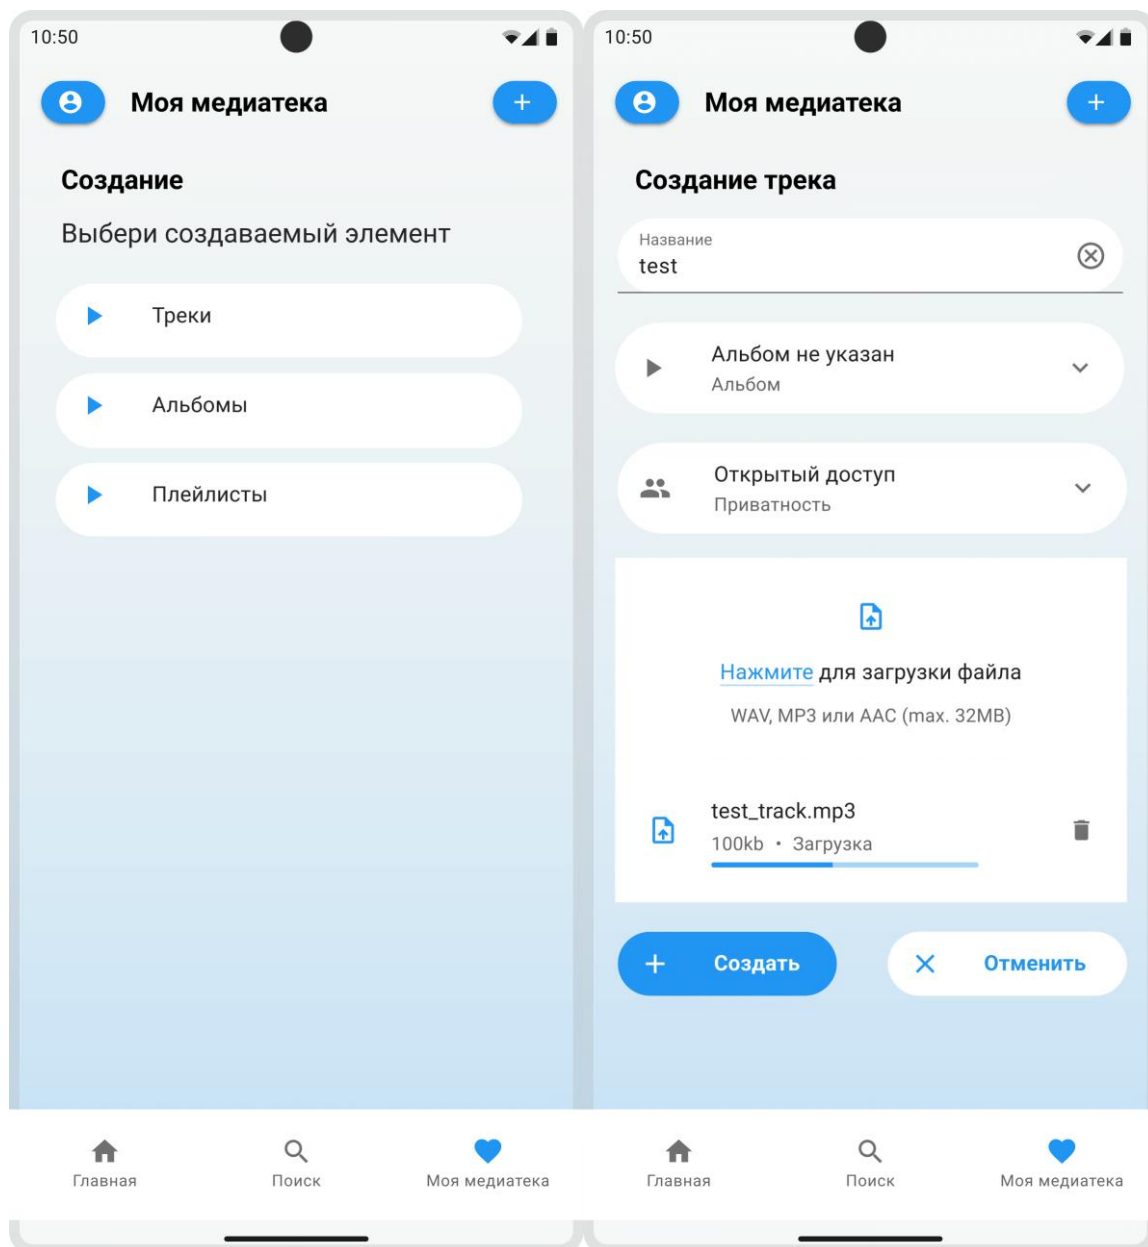 10:50
Моя медиатека
Создание
Выбери создаваемый элемент
Треки
Альбомы
Плейлисты
Главная
Поиск
Моя медиатека
10:50
Моя медиатека
Создание трека
Название
test
Альбом не указан
Альбом
Открытый доступ
Приватность
Нажмите для загрузки файла
WAV, MP3 или AAC (max. 32MB)
test_track.mp3
100kb • Загрузка
Создать
Отменить
Главная
Поиск
Моя медиатека